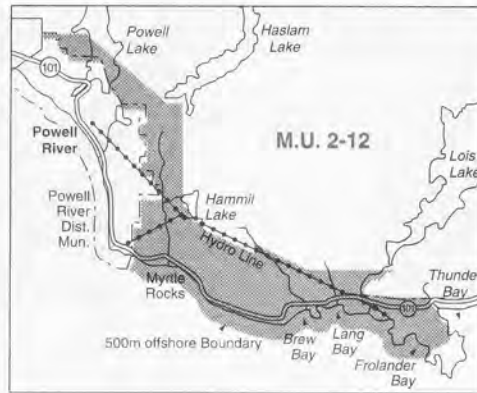 Powell
Lake
Haslam
Lake
101
M.U. 2-12
Powell
River
Lois
Lake
Powell
River
Dist.
Mun.
Hammil
Lake
Hydro Line
Thunder
Bay
Myrtle
Rocks
101
500m offshore Boundary
Brew
Bay
Lang
Bay
Frolander
Bay